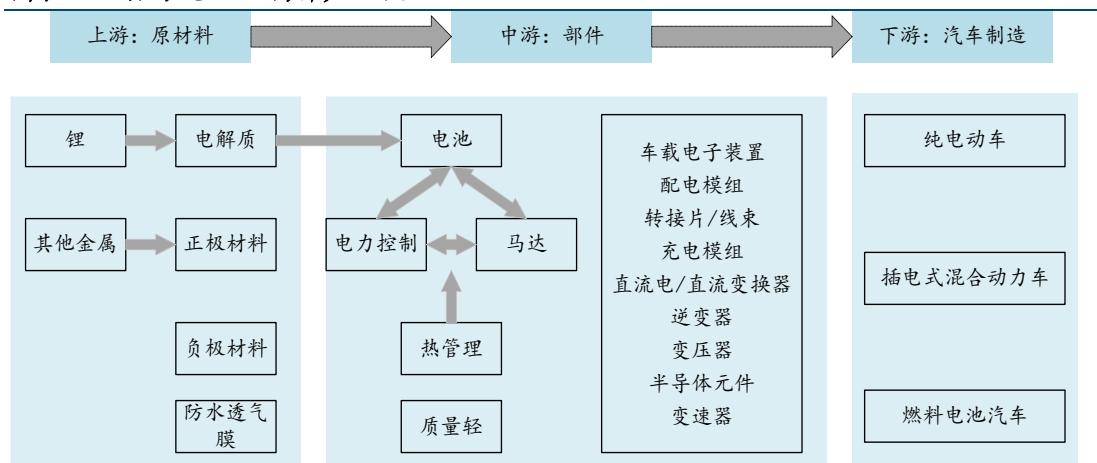 上游：原材料
中游：部件
下游：汽车制造
锂
电解质
其他金属
正极材料
负极材料
防水透气
膜
电池
电力控制
马达
热管理
质量轻
车载电子装置
配电模组
转接片/线束
充电模组
直流电/直流变换器
逆变器
变压器
半导体元件
变速器
纯电动车
插电式混合动力车
燃料电池汽车